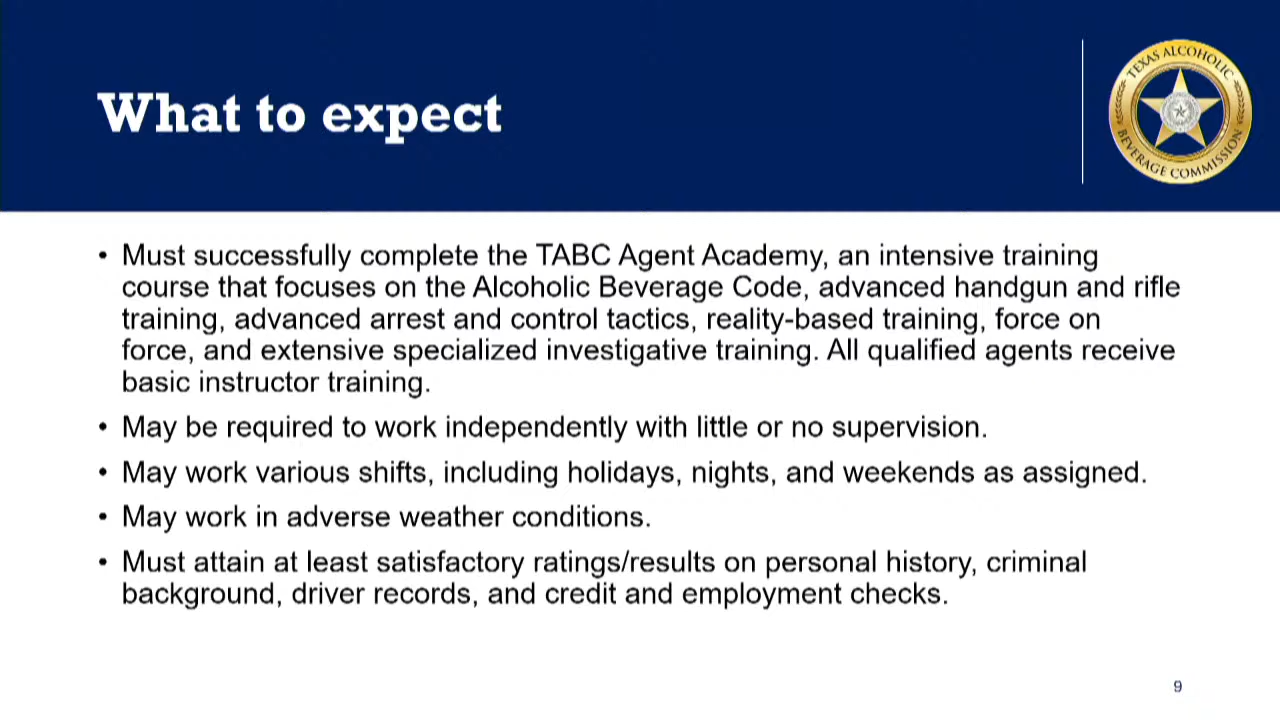 What to expect
TEXAS ALCOHOLIC
BEVERAGE COMMISSION
• Must successfully complete the TABC Agent Academy, an intensive training
course that focuses on the Alcoholic Beverage Code, advanced handgun and rifle
training, advanced arrest and control tactics, reality-based training, force on
force, and extensive specialized investigative training. All qualified agents receive
basic instructor training.
• May be required to work independently with little or no supervision.
• May work various shifts, including holidays, nights, and weekends as assigned.
• May work in adverse weather conditions.
• Must attain at least satisfactory ratings/results on personal history, criminal
background, driver records, and credit and employment checks.
9